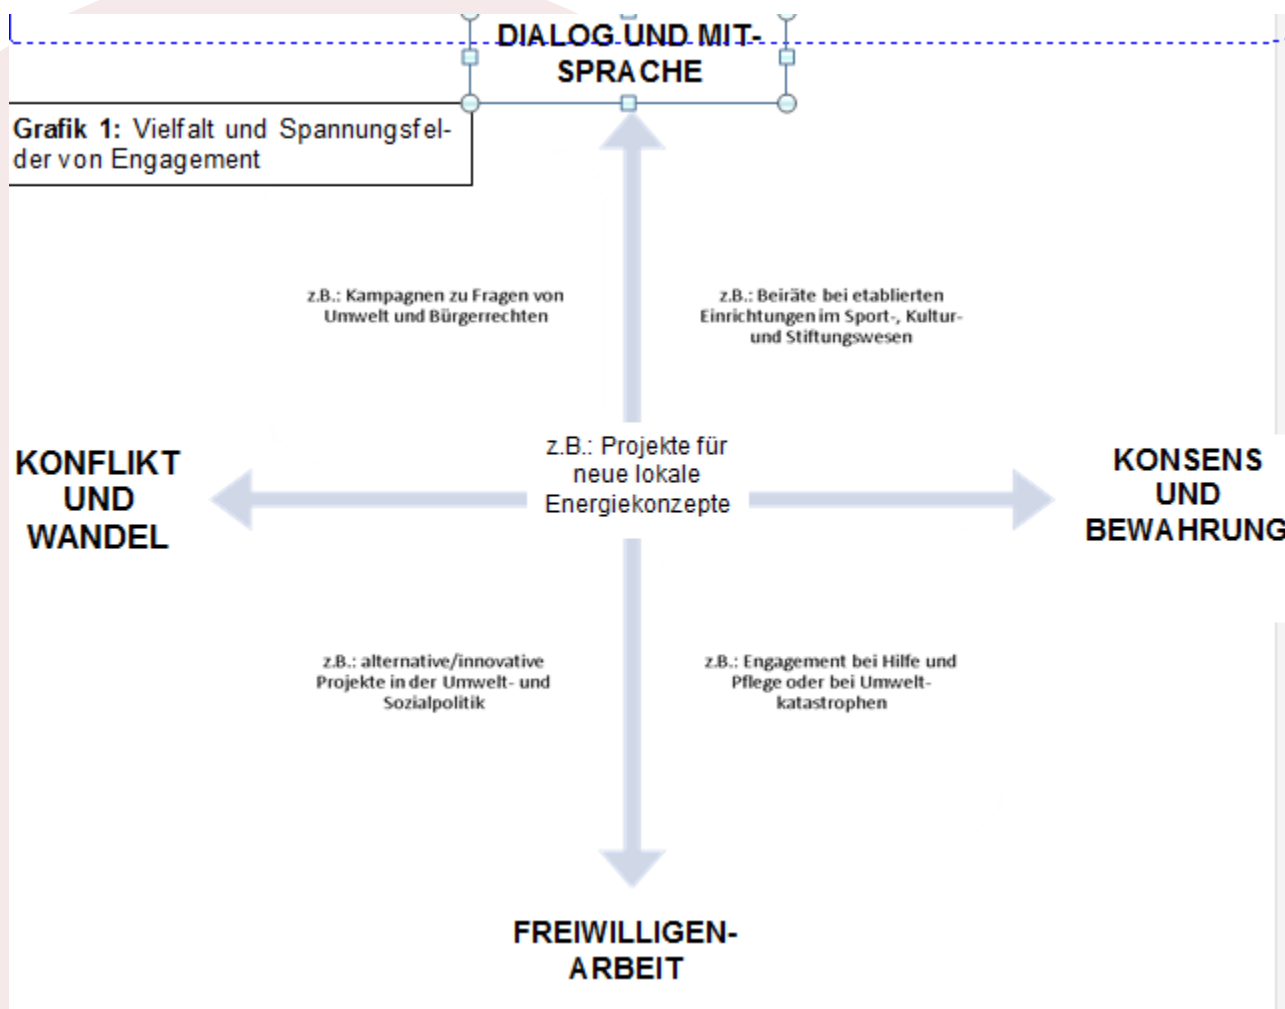 DIALOG UND MIT-
SPRACHE
Grafik 1: Vielfalt und Spannungsfel-
der von Engagement
z.B.: Kampagnen zu Fragen von
Umwelt und Bürgerrechten
z.B.: Beiräte bei etablierten
Einrichtungen im Sport-, Kultur-
und Stiftungswesen
KONFLIKT
UND
WANDEL
z.B.: Projekte für
neue lokale
Energiekonzepte
KONSENS
UND
BEWAHRUNG
z.B.: alternative/innovative
Projekte in der Umwelt- und
Sozialpolitik
z.B.: Engagement bei Hilfe und
Pflege oder bei Umwelt-
katastrophen
FREIWILLIGEN-
ARBEIT